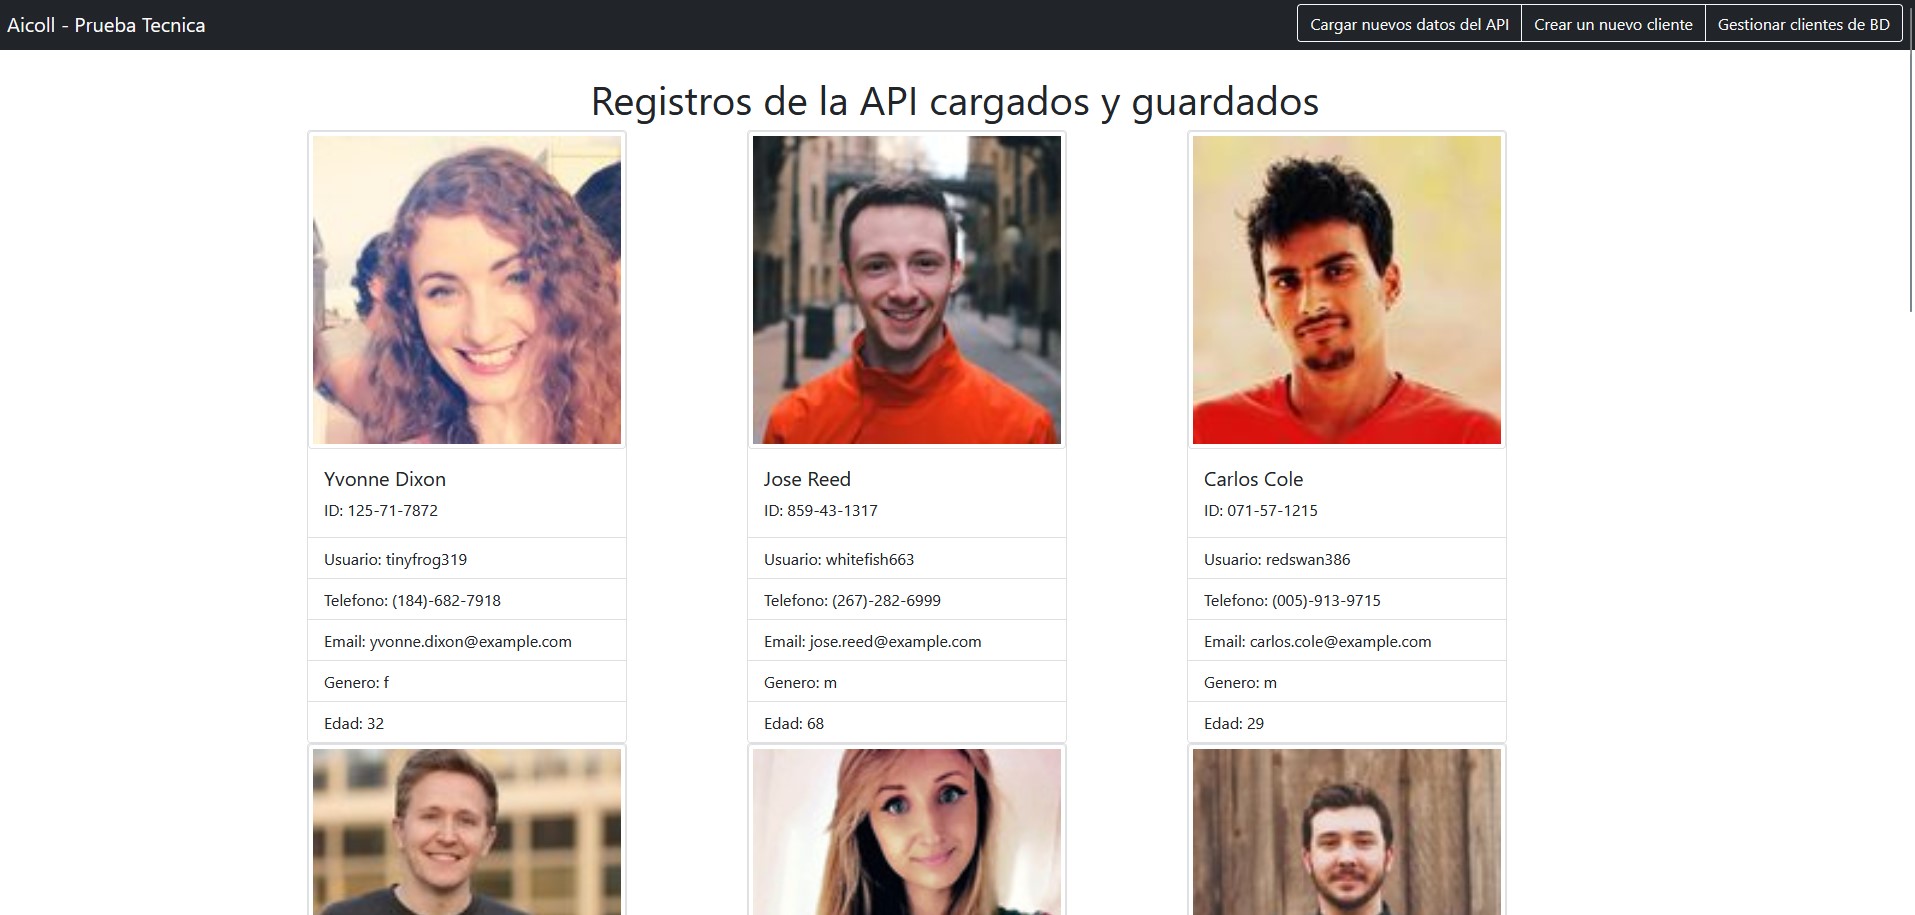 Aicoll - Prueba Tecnica
Cargar nuevos datos del API
Crear un nuevo cliente
Gestionar clientes de BD
Registros de la API cargados y guardados
Yvonne Dixon
ID: 125-71-7872
Usuario: tinyfrog319
Telefono: (184)-682-7918
Email: yvonne.dixon@example.com
Genero: f
Edad: 32
Jose Reed
ID: 859-43-1317
Usuario: whitefish663
Telefono: (267)-282-6999
Email: jose.reed@example.com
Genero: m
Edad: 68
Carlos Cole
ID: 071-57-1215
Usuario: redswan386
Telefono: (005)-913-9715
Email: carlos.cole@example.com
Genero: m
Edad: 29